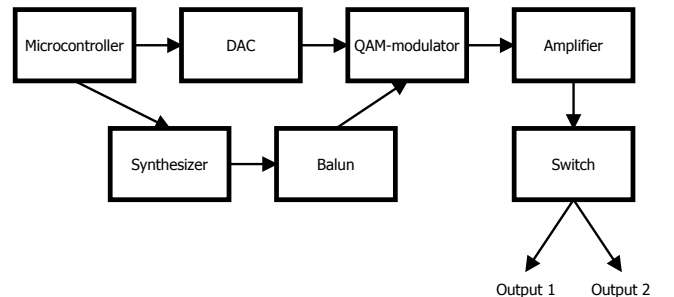 Microcontroller
DAC
QAM-modulator
Amplifier
Synthesizer
Balun
Switch
Output 1
Output 2